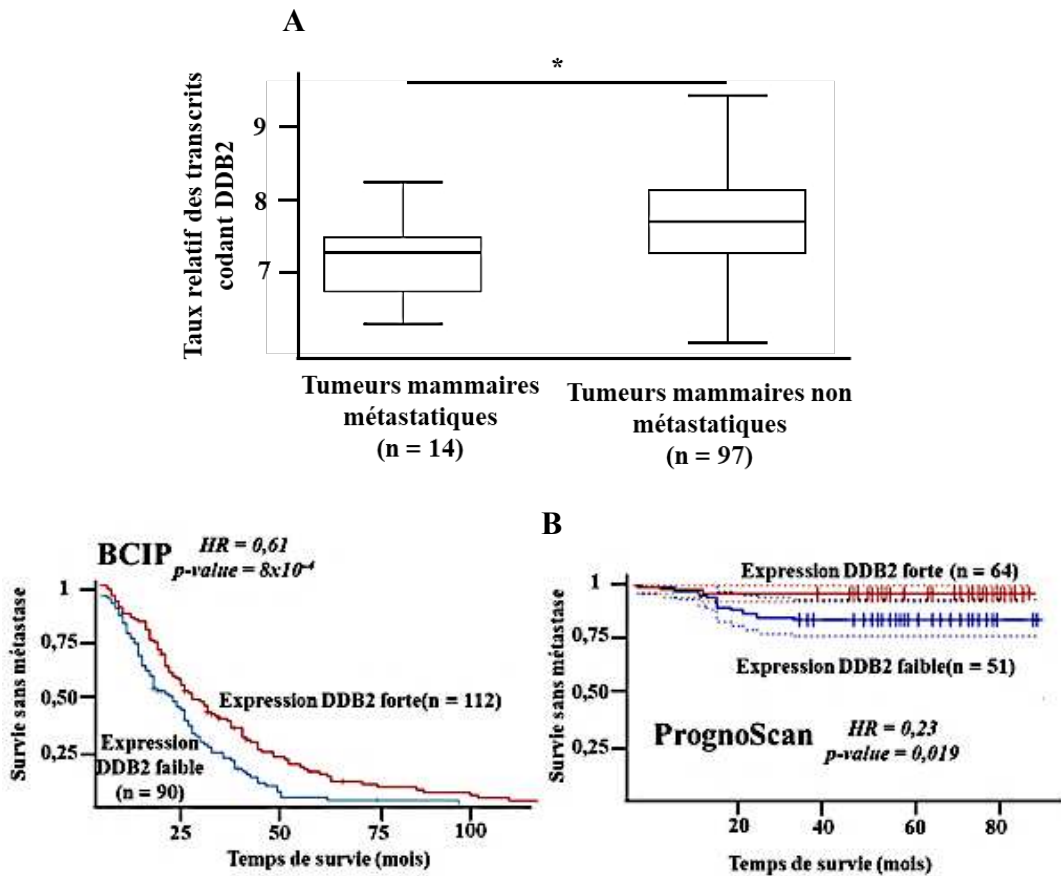 A
*
Taux relatif des transcrits
codant DDB2
9
8
7
Tumeurs mammaires
métastatiques
(n = 14)
Tumeurs mammaires non
métastatiques
(n = 97)
B
BCIP
HR = 0,61
p-value = 8x10⁻⁴
Survie sans métastase
1
0,75
0,50
0,25
Expression DDB2 forte(n = 112)
Expression
DDB2 faible
(n = 90)
25
50
75
100
Temps de survie (mois)
Survie sans métastase
1
0,75
0,50
0,25
Expression DDB2 forte (n = 64)
Expression DDB2 faible(n = 51)
PrognoScan
HR = 0,23
p-value = 0,019
20
40
60
80
Temps de survie (mois)